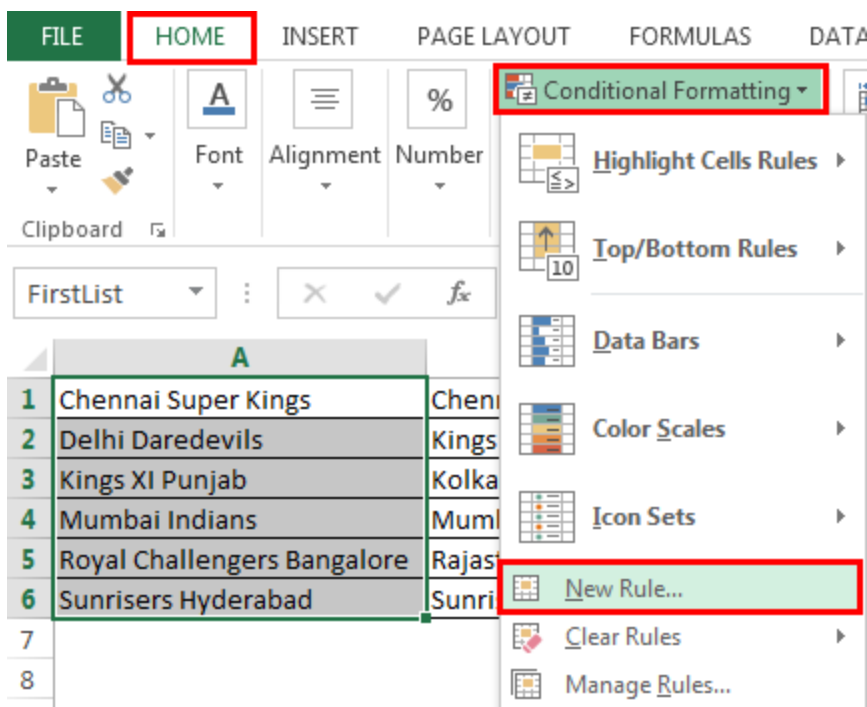 FILE HOME INSERT PAGE LAYOUT FORMULAS DATA
Paste
Clipboard
A
Font
Alignment
%
Number
Conditional Formatting
Highlight Cells Rules
10
Top/Bottom Rules
Data Bars
Color Scales
Icon Sets
New Rule...
Clear Rules
Manage Rules...
FirstList fx
A
1 Chennai Super Kings Chen
2 Delhi Daredevils Kings
3 Kings XI Punjab Kolka
4 Mumbai Indians Mum
5 Royal Challengers Bangalore Rajas
6 Sunrisers Hyderabad Sunri
7
8